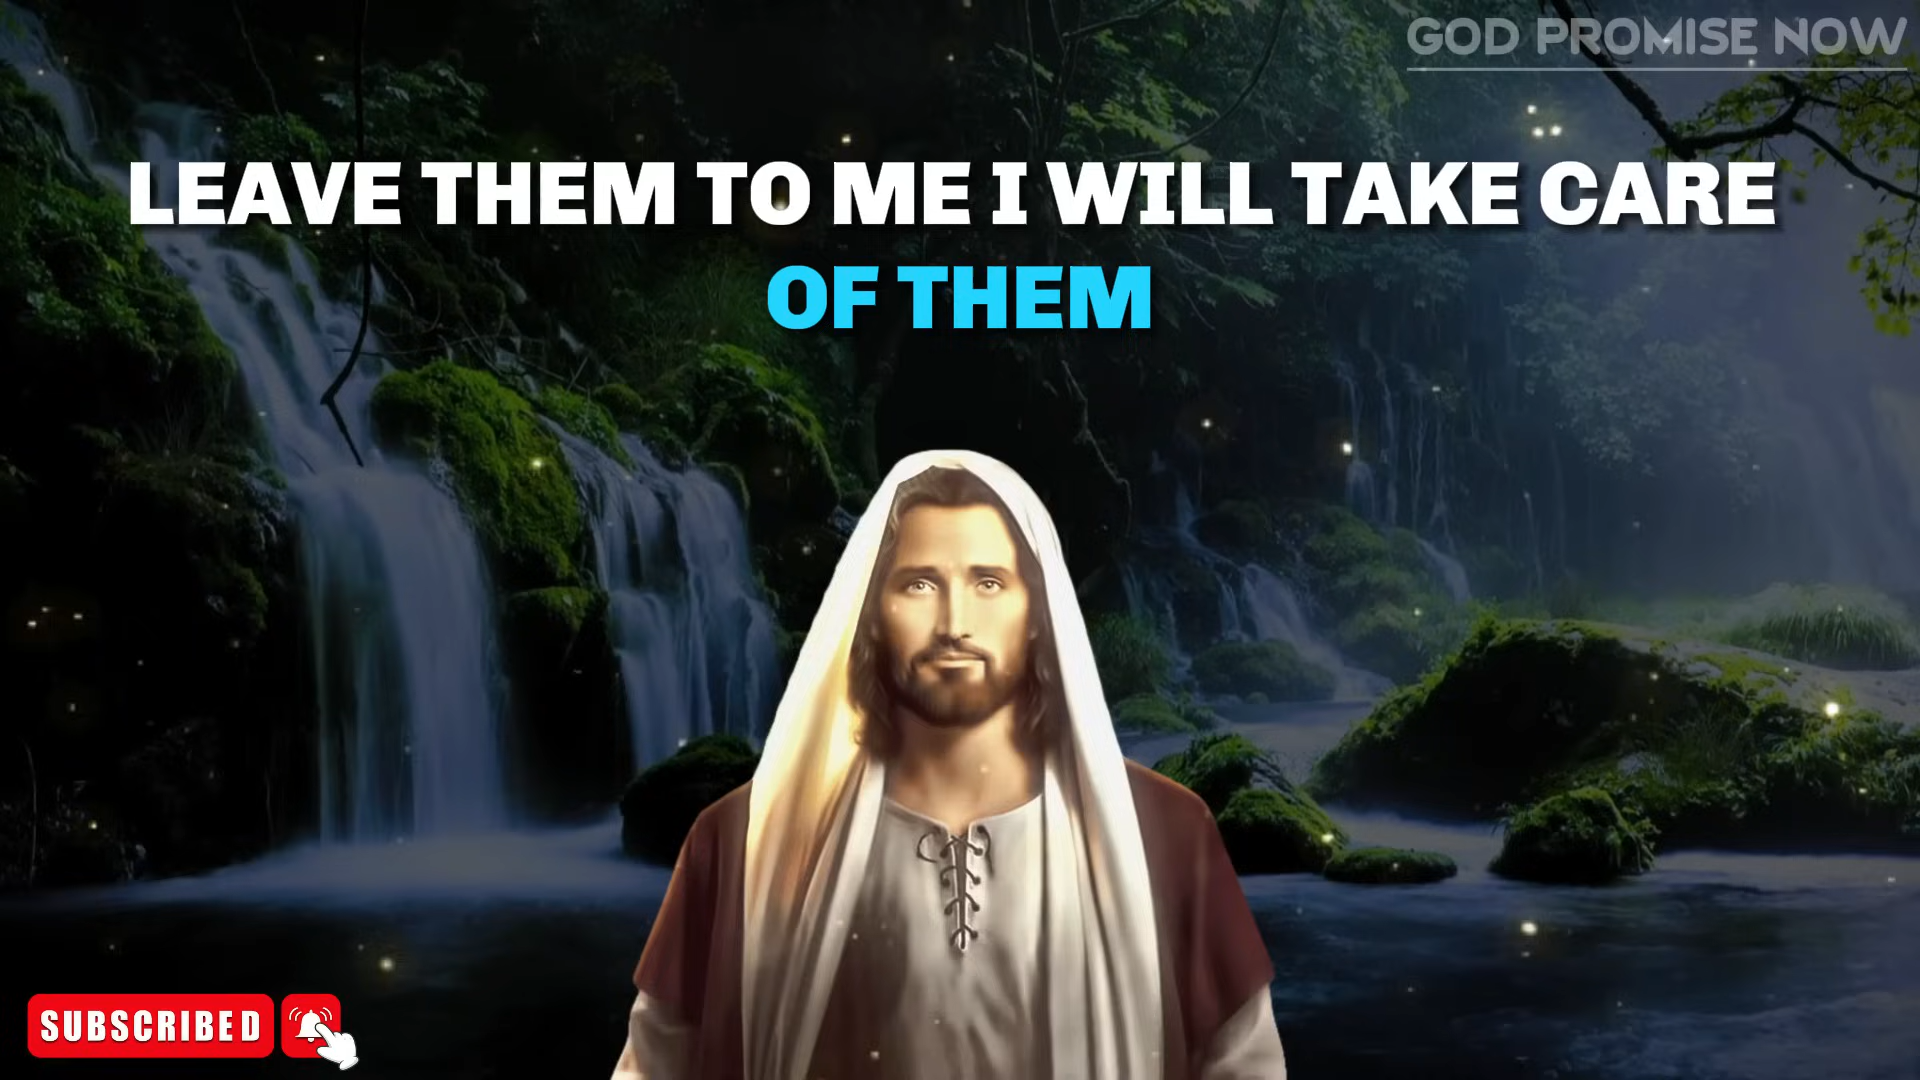 GOD PROMISE NOW
LEAVE THEM TO ME I WILL TAKE CARE
OF THEM
SUBSCRIBED